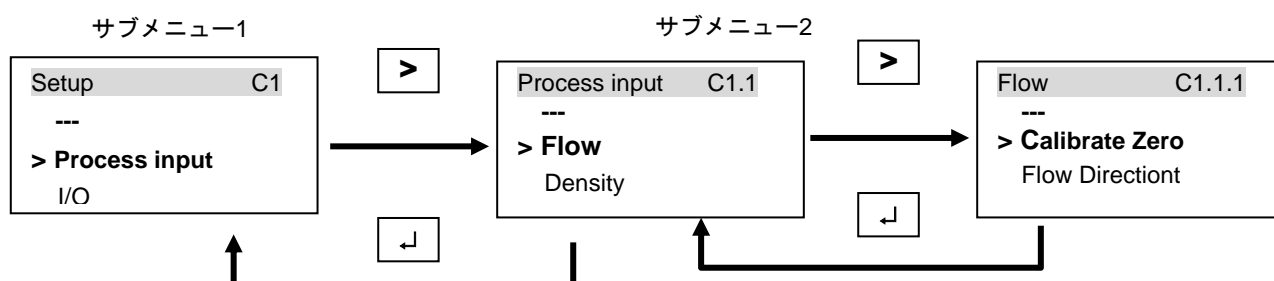 サブメニュー1
サブメニュー2
>
>
Setup C1
---
> Process input
I/O
Process input C1.1
---
> Flow
Density
Flow C1.1.1
---
> Calibrate Zero
Flow Directiont
↵
↵